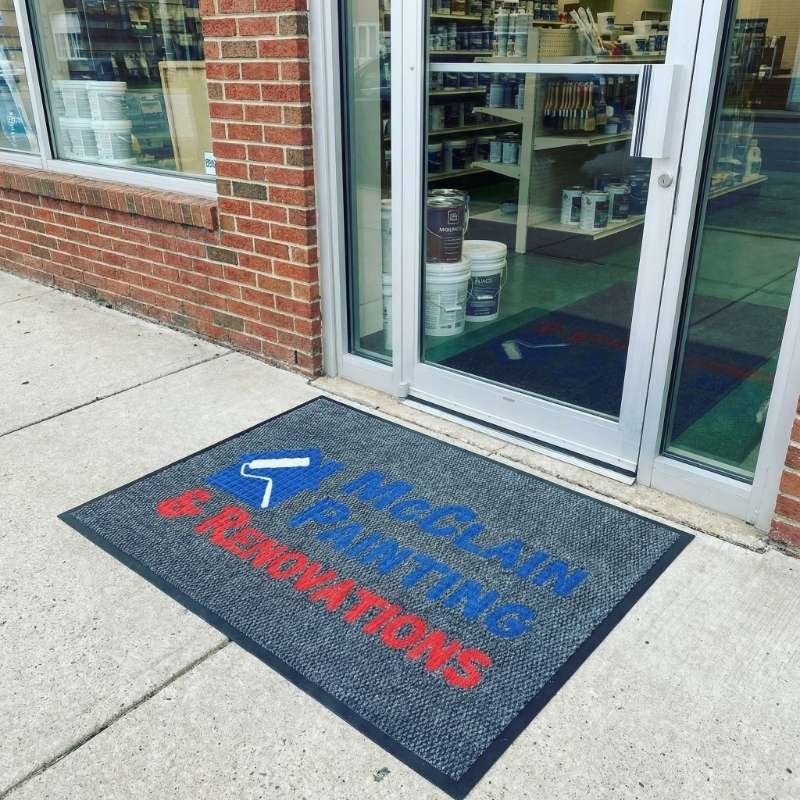 McClain
Painting
& Renovations